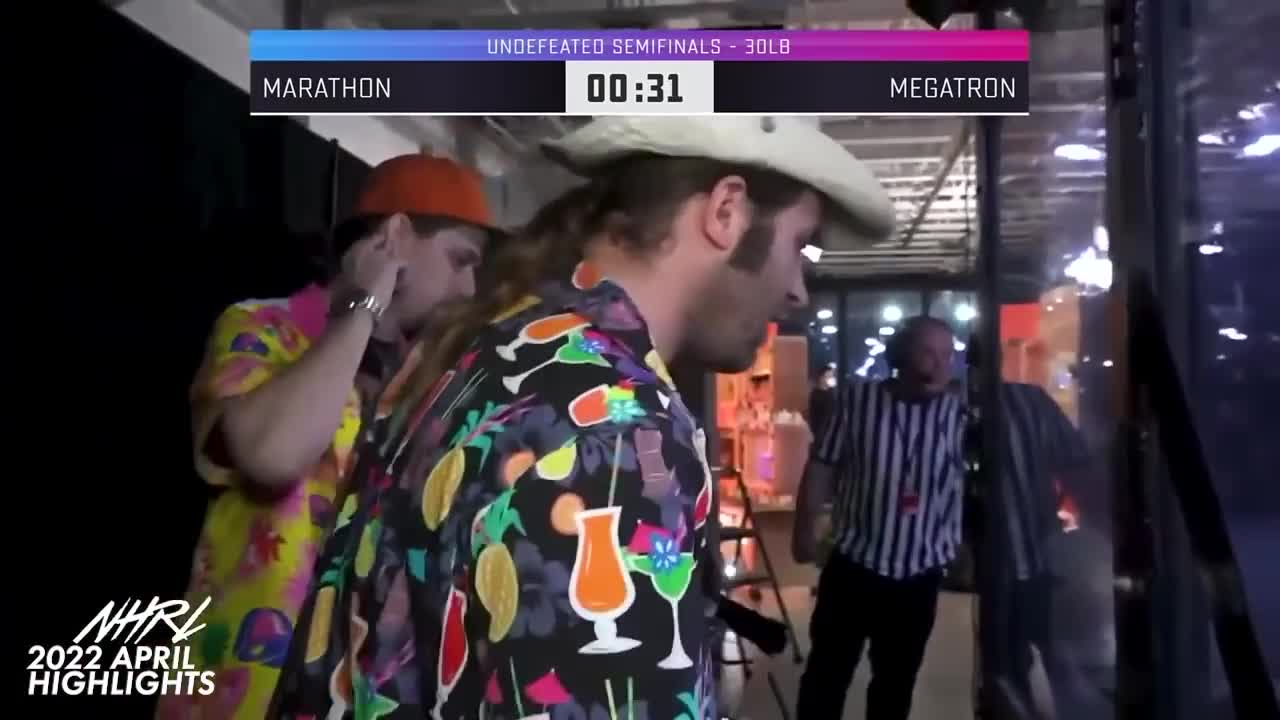 UNDEFEATED SEMIFINALS - 30LB
MARATHON
00:31
MEGATRON
NHRL
2022 APRIL
HIGHLIGHTS